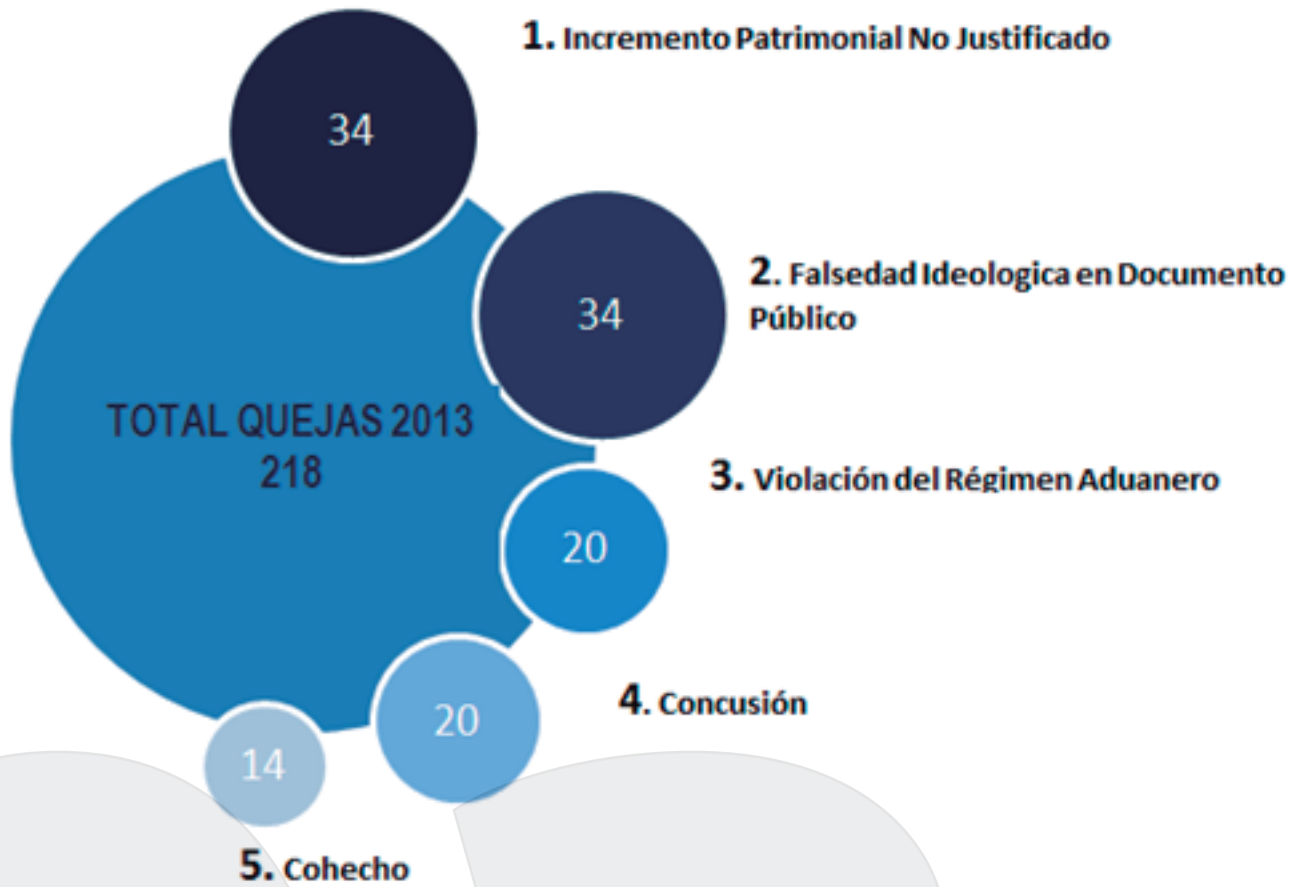 1. Incremento Patrimonial No Justificado
34
34
2. Falsedad Ideologica en Documento
Público
TOTAL QUEJAS 2013
218
3. Violación del Régimen Aduanero
20
4. Concusión
20
14
5. Cohecho